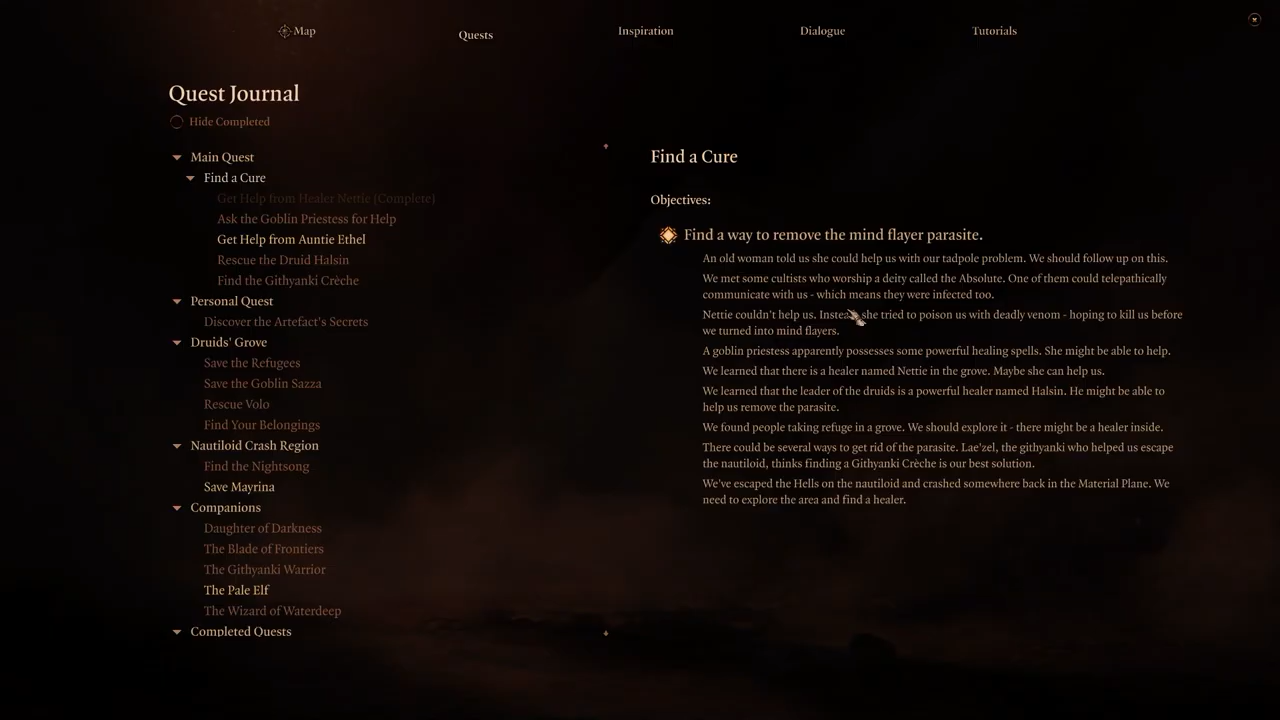 Map
Quests
Inspiration
Dialogue
Tutorials
Quest Journal
Hide Completed
Main Quest
Find a Cure
Get Help from Healer Nettie (Complete)
Ask the Goblin Priestess for Help
Get Help from Auntie Ethel
Rescue the Druid Halsin
Find the Githyanki Crèche
Personal Quest
Discover the Artefact's Secrets
Druids' Grove
Save the Refugees
Save the Goblin Sazza
Rescue Volo
Find Your Belongings
Nautiloid Crash Region
Find the Nightsong
Save Mayrina
Companions
Daughter of Darkness
The Blade of Frontiers
The Githyanki Warrior
The Pale Elf
The Wizard of Waterdeep
Completed Quests
Find a Cure
Objectives:
Find a way to remove the mind flayer parasite.
An old woman told us she could help us with our tadpole problem. We should follow up on this.
We met some cultists who worship a deity called the Absolute. One of them could telepathically
communicate with us - which means they were infected too.
Nettie couldn't help us. Instead she tried to poison us with deadly venom - hoping to kill us before
we turned into mind flayers.
A goblin priestess apparently possesses some powerful healing spells. She might be able to help.
We learned that there is a healer named Nettie in the grove. Maybe she can help us.
We learned that the leader of the druids is a powerful healer named Halsin. He might be able to
help us remove the parasite.
We found people taking refuge in a grove. We should explore it - there might be a healer inside.
There could be several ways to get rid of the parasite. Lae'zel, the githyanki who helped us escape
the nautiloid, thinks finding a Githyanki Crèche is our best solution.
We've escaped the Hells on the nautiloid and crashed somewhere back in the Material Plane. We
need to explore the area and find a healer.